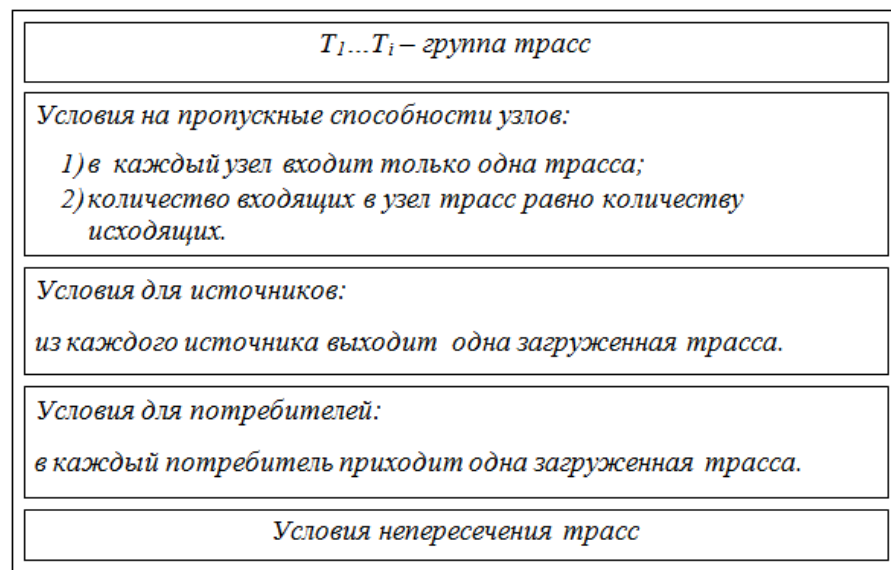 T1...Ti – группа трасс
Условия на пропускные способности узлов:
1) в каждый узел входит только одна трасса;
2) количество входящих в узел трасс равно количеству
исходящих.
Условия для источников:
из каждого источника выходит одна загруженная трасса.
Условия для потребителей:
в каждый потребитель приходит одна загруженная трасса.
Условия непересечения трасс